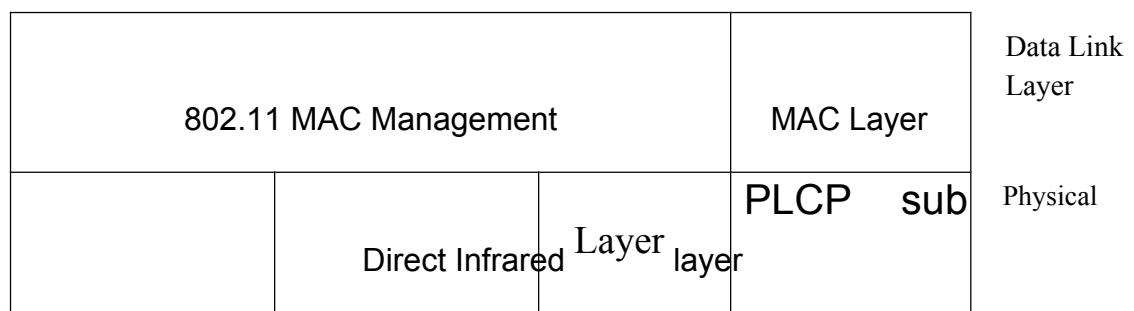 Data Link
Layer
802.11 MAC Management
MAC Layer
PLCP sub
Physical
Direct Infrared Layer layer